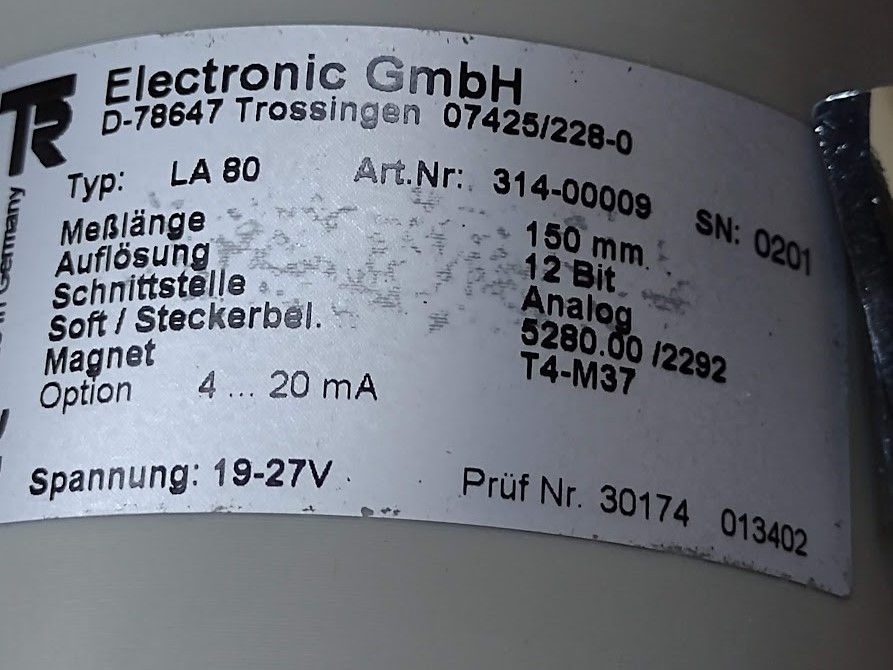 TR Electronic GmbH
D-78647 Trossingen 07425/228-0
Typ: LA 80 Art.Nr: 314-00009 SN: 0201
Meßlänge 150 mm
Auflösung 12 Bit
Schnittstelle Analog
Soft / Steckerbel. 5280.00 /2292
Magnet T4-M37
Option 4 ... 20 mA
Spannung: 19-27V Prüf Nr. 30174 013402
Germany